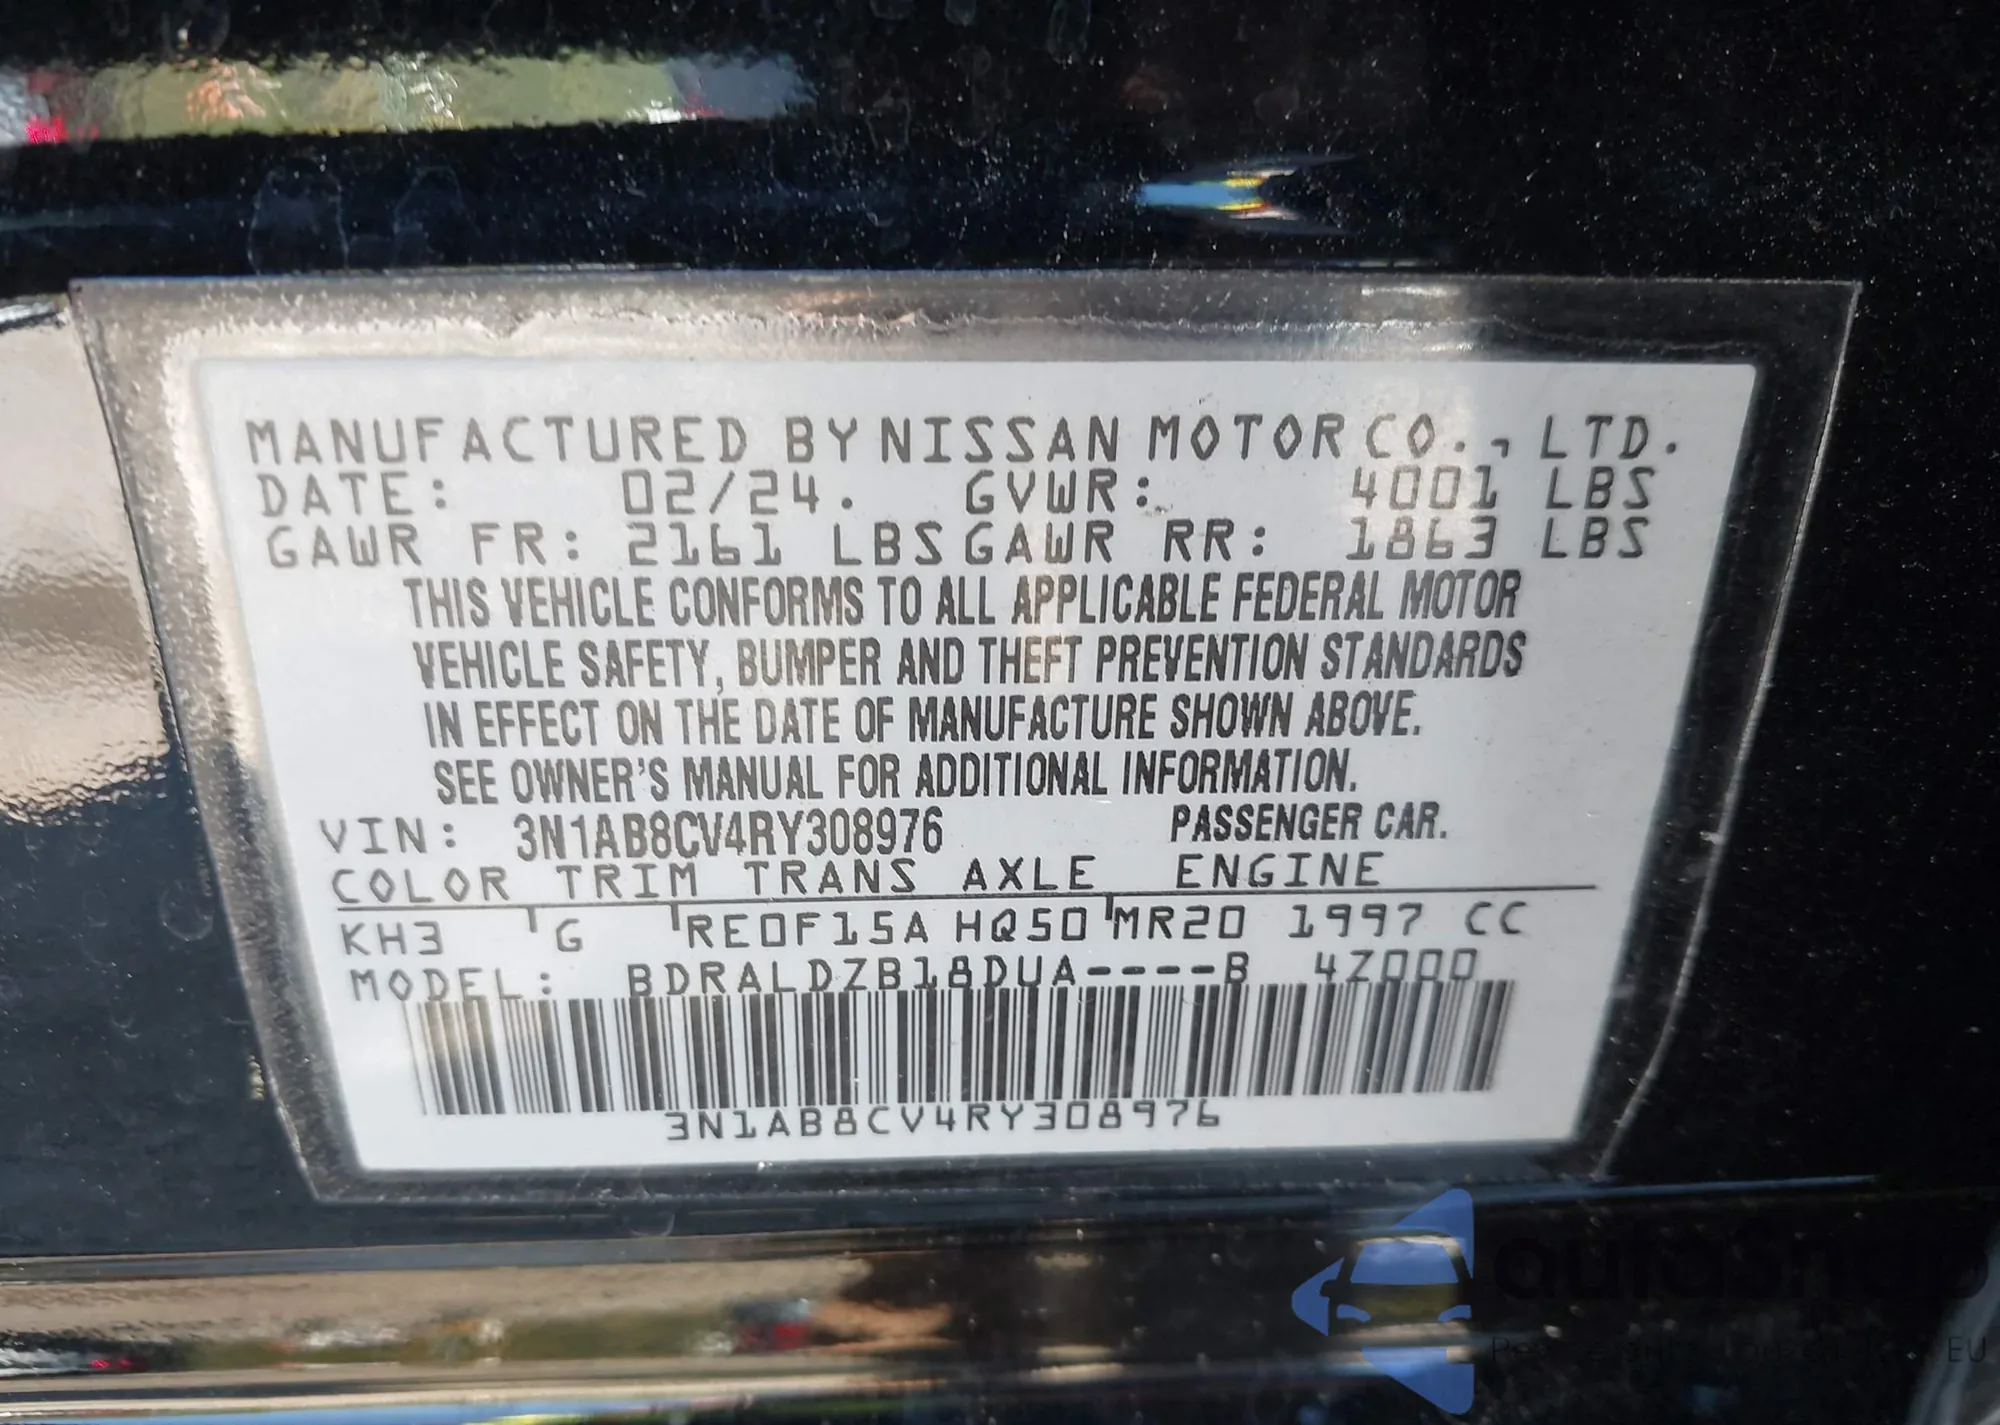 MANUFACTURED BY NISSAN MOTOR CO., LTD.
DATE: 02/24. GVWR: 4001 LBS
GAWR FR: 2161 LBS GAWR RR: 1863 LBS
THIS VEHICLE CONFORMS TO ALL APPLICABLE FEDERAL MOTOR
VEHICLE SAFETY, BUMPER AND THEFT PREVENTION STANDARDS
IN EFFECT ON THE DATE OF MANUFACTURE SHOWN ABOVE.
SEE OWNER'S MANUAL FOR ADDITIONAL INFORMATION.
VIN: 3N1AB8CV4RY308976 PASSENGER CAR.
COLOR TRIM TRANS AXLE ENGINE
KH3 G RE0F15A HQ50 MR20 1997 CC
MODEL: BDRALDZB18DUA----B 4Z000
3N1AB8CV4RY308976
EU